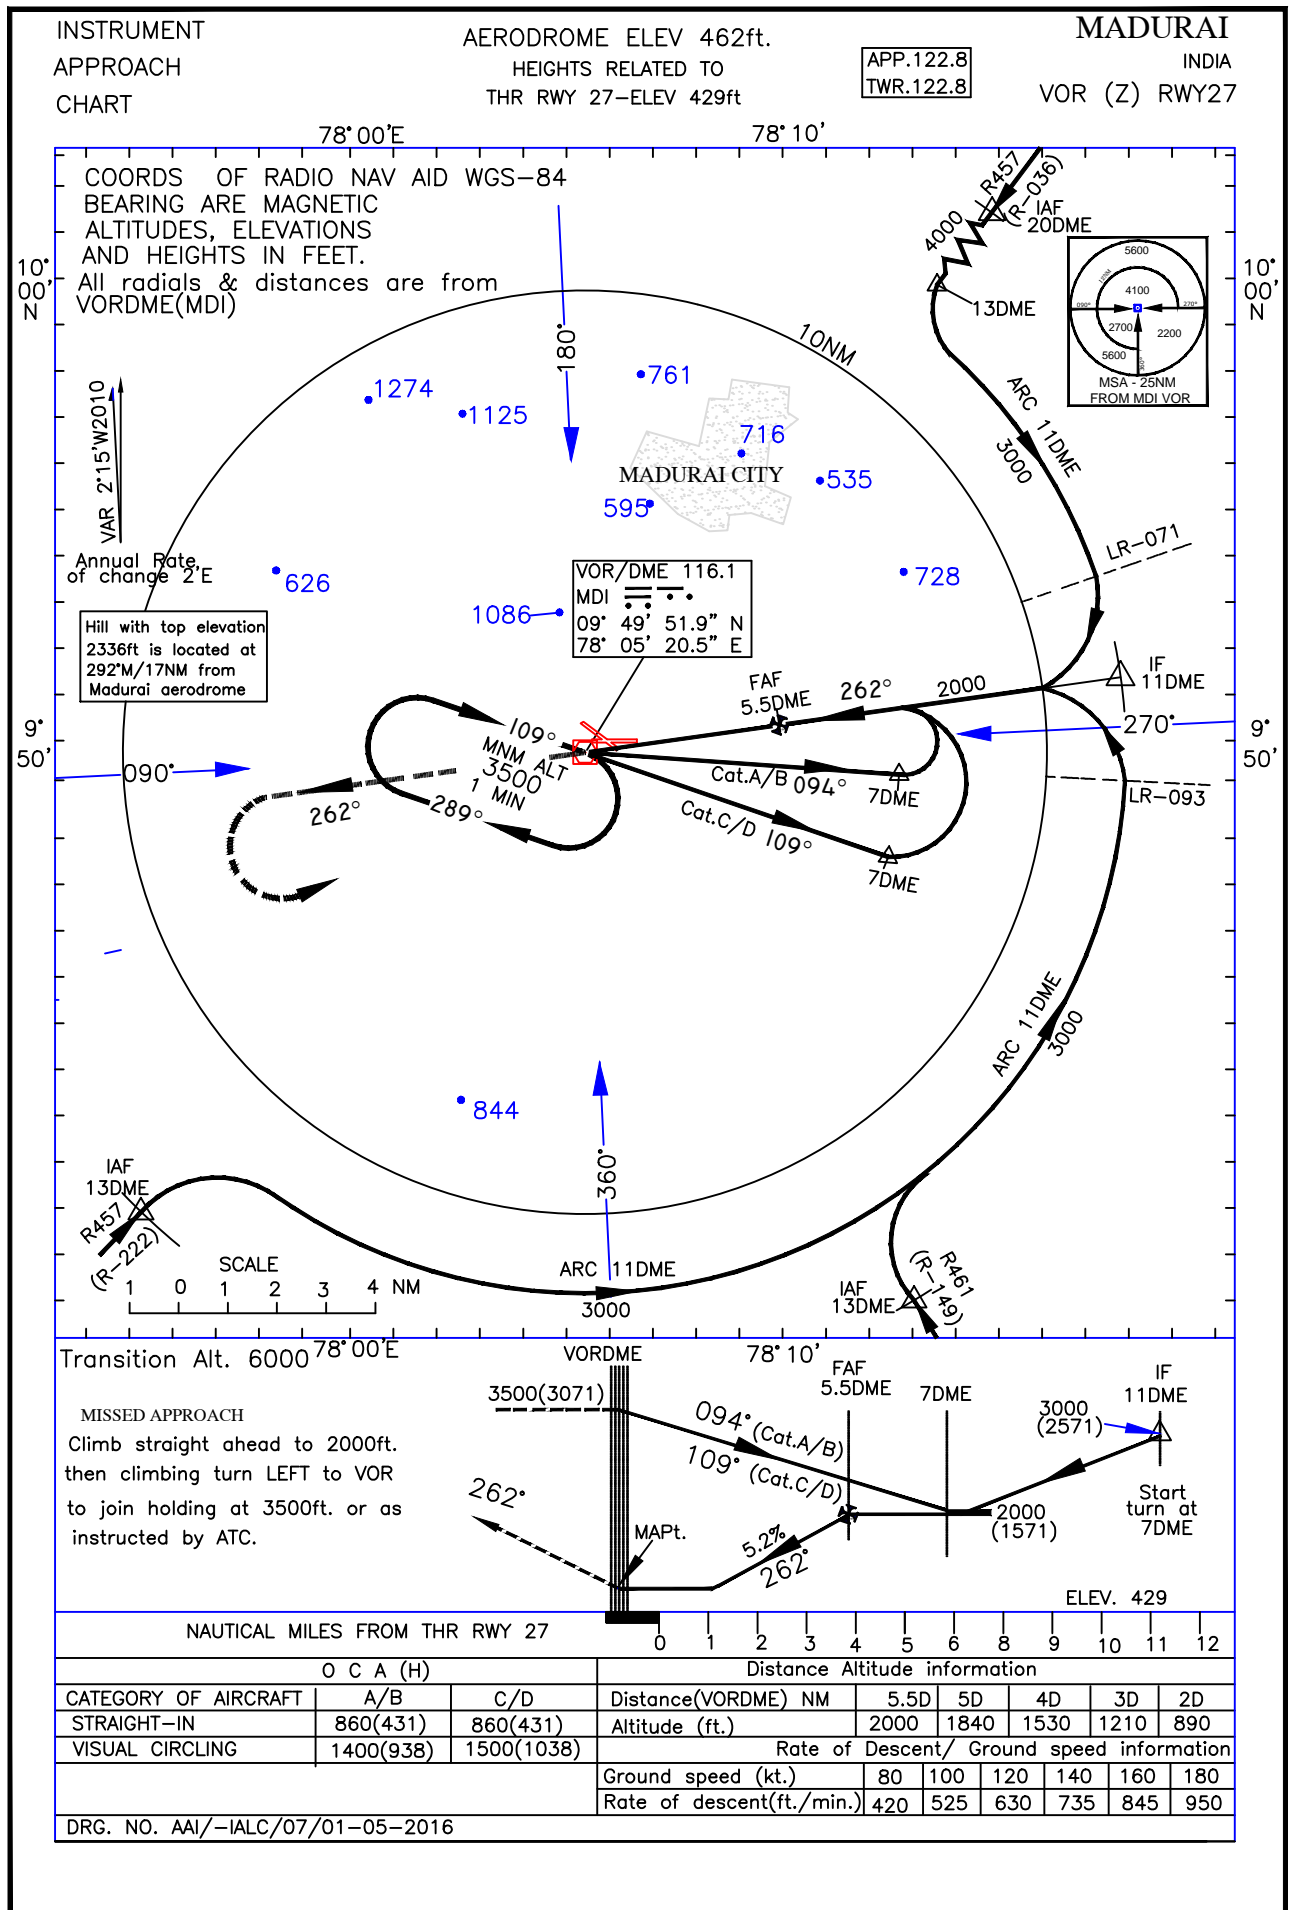 INSTRUMENT
APPROACH
CHART
AERODROME ELEV 462ft.
HEIGHTS RELATED TO
THR RWY 27-ELEV 429ft
APP.122.8
TWR.122.8
MADURAI
INDIA
VOR (Z) RWY27
78°00'E
78°10'
COORDS OF RADIO NAV AID WGS-84
BEARING ARE MAGNETIC
ALTITUDES, ELEVATIONS
AND HEIGHTS IN FEET.
All radials & distances are from
VORDME(MDI)
10°
00'
N
10°
00'
N
R457
(R-036)
IAF
20DME
4000
13DME
5600
13NM
4100
090°
270°
2700
2200
5600
360°
MSA - 25NM
FROM MDI VOR
180°
10NM
ARC 11DME
3000
VAR 2°15'W2010
Annual Rate
of change 2'E
1274
1125
761
716
MADURAI CITY
535
595
626
728
1086
LR-071
VOR/DME 116.1
MDI
09° 49' 51.9" N
78° 05' 20.5" E
Hill with top elevation
2336ft is located at
292°M/17NM from
Madurai aerodrome
IF
11DME
FAF
5.5DME
262°
2000
270°
9°
50'
9°
50'
090°
109°
MNM ALT
3500
1 MIN
289°
262°
Cat.A/B 094°
7DME
Cat.C/D 109°
7DME
LR-093
ARC 11DME
3000
844
360°
IAF
13DME
R457
(R-222)
SCALE
1 0 1 2 3 4 NM
ARC 11DME
3000
IAF
13DME
R461
(R-149)
78°00'E
78°10'
Transition Alt. 6000
MISSED APPROACH
Climb straight ahead to 2000ft.
then climbing turn LEFT to VOR
to join holding at 3500ft. or as
instructed by ATC.
VORDME
3500(3071)
094° (Cat.A/B)
109° (Cat.C/D)
FAF
5.5DME
7DME
IF
11DME
3000
(2571)
262°
MAPt.
5.2%
262°
2000
(1571)
Start
turn at
7DME
ELEV. 429
NAUTICAL MILES FROM THR RWY 27
0 1 2 3 4 5 6 8 9 10 11 12
O C A (H)
CATEGORY OF AIRCRAFT A/B C/D
STRAIGHT-IN 860(431) 860(431)
VISUAL CIRCLING 1400(938) 1500(1038)
Distance Altitude information
Distance(VORDME) NM 5.5D 5D 4D 3D 2D
Altitude (ft.) 2000 1840 1530 1210 890
Rate of Descent/ Ground speed information
Ground speed (kt.) 80 100 120 140 160 180
Rate of descent(ft./min.) 420 525 630 735 845 950
DRG. NO. AAI/-IALC/07/01-05-2016